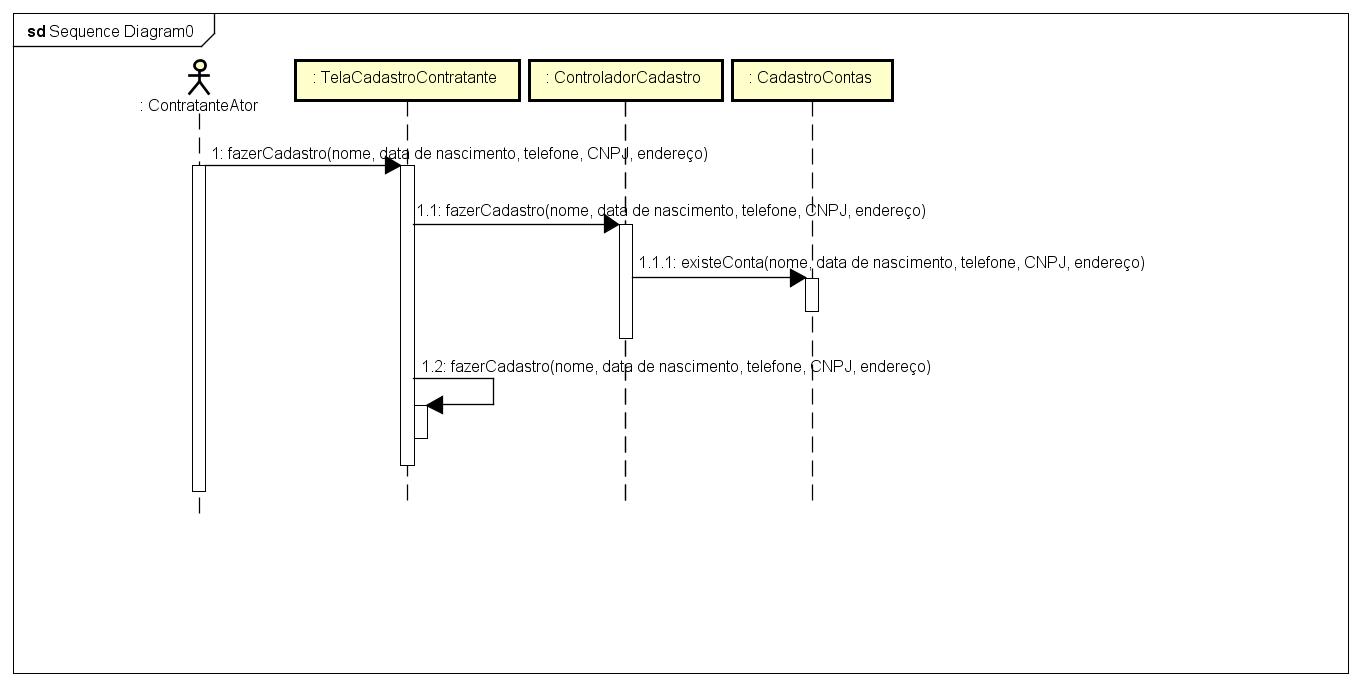 sd Sequence Diagram0
: ContratanteAtor
: TelaCadastroContratante
: ControladorCadastro
: CadastroContas
1: fazerCadastro(nome, data de nascimento, telefone, CNPJ, endereço)
1.1: fazerCadastro(nome, data de nascimento, telefone, CNPJ, endereço)
1.1.1: existeConta(nome, data de nascimento, telefone, CNPJ, endereço)
1.2: fazerCadastro(nome, data de nascimento, telefone, CNPJ, endereço)